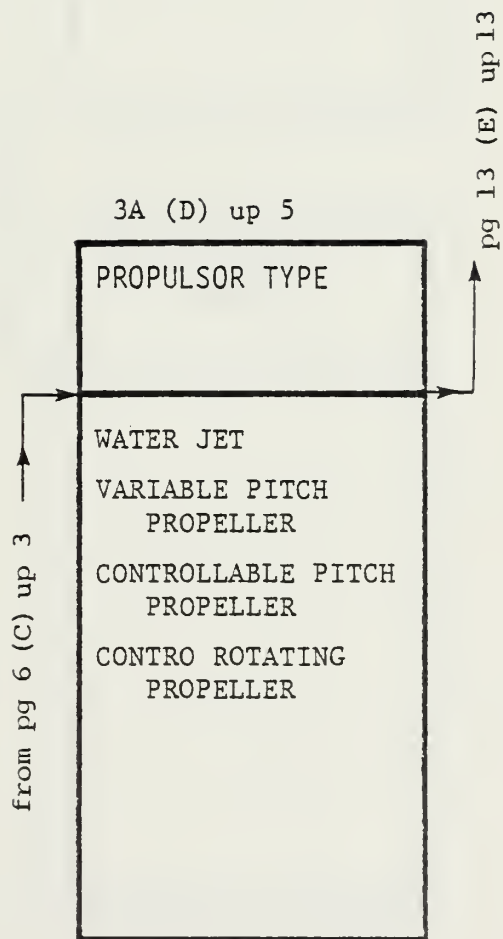 pg 13 (E) up 13
3A (D) up 5
PROPULSOR TYPE
from pg 6 (C) up 3
WATER JET
VARIABLE PITCH
PROPELLER
CONTROLLABLE PITCH
PROPELLER
CONTRO ROTATING
PROPELLER